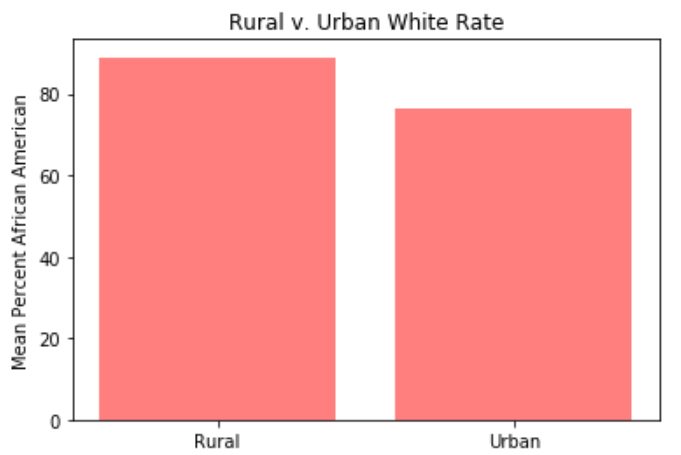 Rural v. Urban White Rate
Mean Percent African American
80
60
40
20
0
Rural
Urban